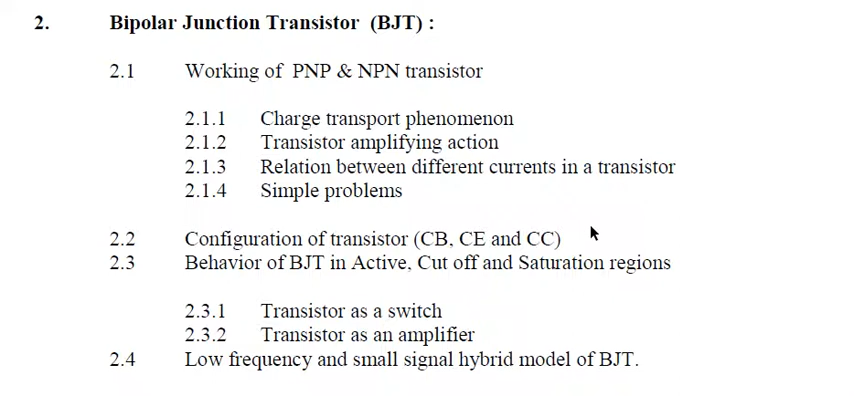 2. Bipolar Junction Transistor (BJT) :
2.1 Working of PNP & NPN transistor
2.1.1 Charge transport phenomenon
2.1.2 Transistor amplifying action
2.1.3 Relation between different currents in a transistor
2.1.4 Simple problems
2.2 Configuration of transistor (CB, CE and CC)
2.3 Behavior of BJT in Active, Cut off and Saturation regions
2.3.1 Transistor as a switch
2.3.2 Transistor as an amplifier
2.4 Low frequency and small signal hybrid model of BJT.